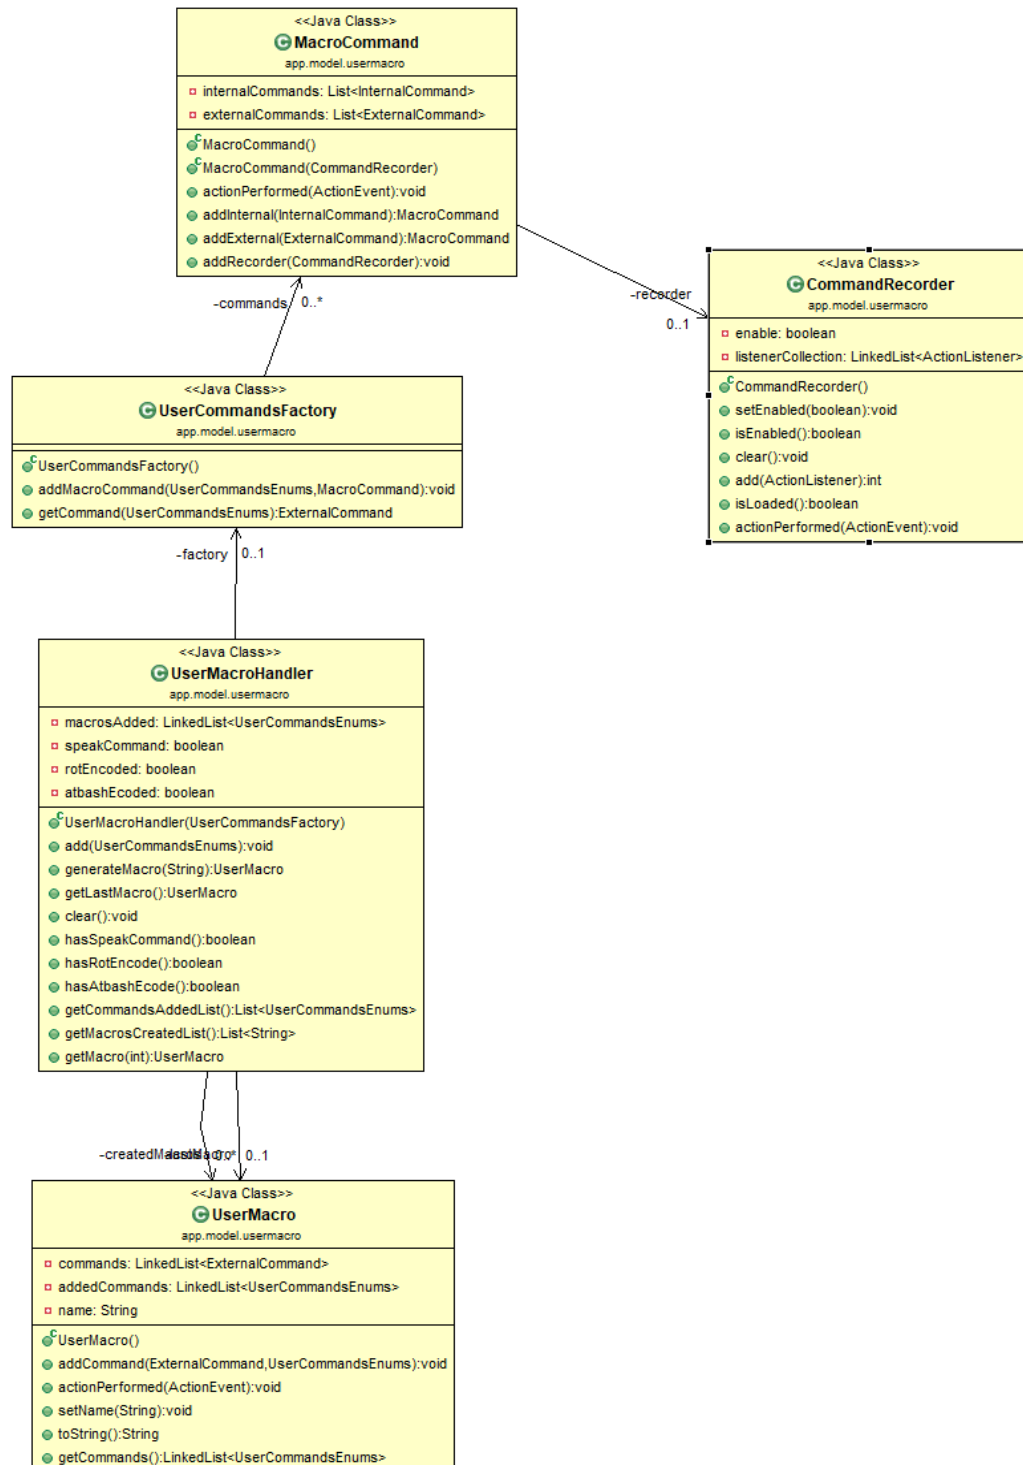 <<Java Class>>
MacroCommand
app.model.usermacro
internalCommands: List<InternalCommand>
externalCommands: List<ExternalCommand>
MacroCommand()
MacroCommand(CommandRecorder)
actionPerformed(ActionEvent):void
addInternal(InternalCommand):MacroCommand
addExternal(ExternalCommand):MacroCommand
addRecorder(CommandRecorder):void
-recorder
0..1
<<Java Class>>
CommandRecorder
app.model.usermacro
enable: boolean
listenerCollection: LinkedList<ActionListener>
CommandRecorder()
setEnabled(boolean):void
isEnabled():boolean
clear():void
add(ActionListener):int
isLoaded():boolean
actionPerformed(ActionEvent):void
-commands 0..*
<<Java Class>>
UserCommandsFactory
app.model.usermacro
UserCommandsFactory()
addMacroCommand(UserCommandsEnums,MacroCommand):void
getCommand(UserCommandsEnums):ExternalCommand
-factory 0..1
<<Java Class>>
UserMacroHandler
app.model.usermacro
macrosAdded: LinkedList<UserCommandsEnums>
speakCommand: boolean
rotEncoded: boolean
atbashEcoded: boolean
UserMacroHandler(UserCommandsFactory)
add(UserCommandsEnums):void
generateMacro(String):UserMacro
getLastMacro():UserMacro
clear():void
hasSpeakCommand():boolean
hasRotEncode():boolean
hasAtbashEcode():boolean
getCommandsAddedList():List<UserCommandsEnums>
getMacrosCreatedList():List<String>
getMacro(int):UserMacro
0..* 0..1
<<Java Class>>
UserMacro
app.model.usermacro
commands: LinkedList<ExternalCommand>
addedCommands: LinkedList<UserCommandsEnums>
name: String
UserMacro()
addCommand(ExternalCommand,UserCommandsEnums):void
actionPerformed(ActionEvent):void
setName(String):void
toString():String
getCommands():LinkedList<UserCommandsEnums>